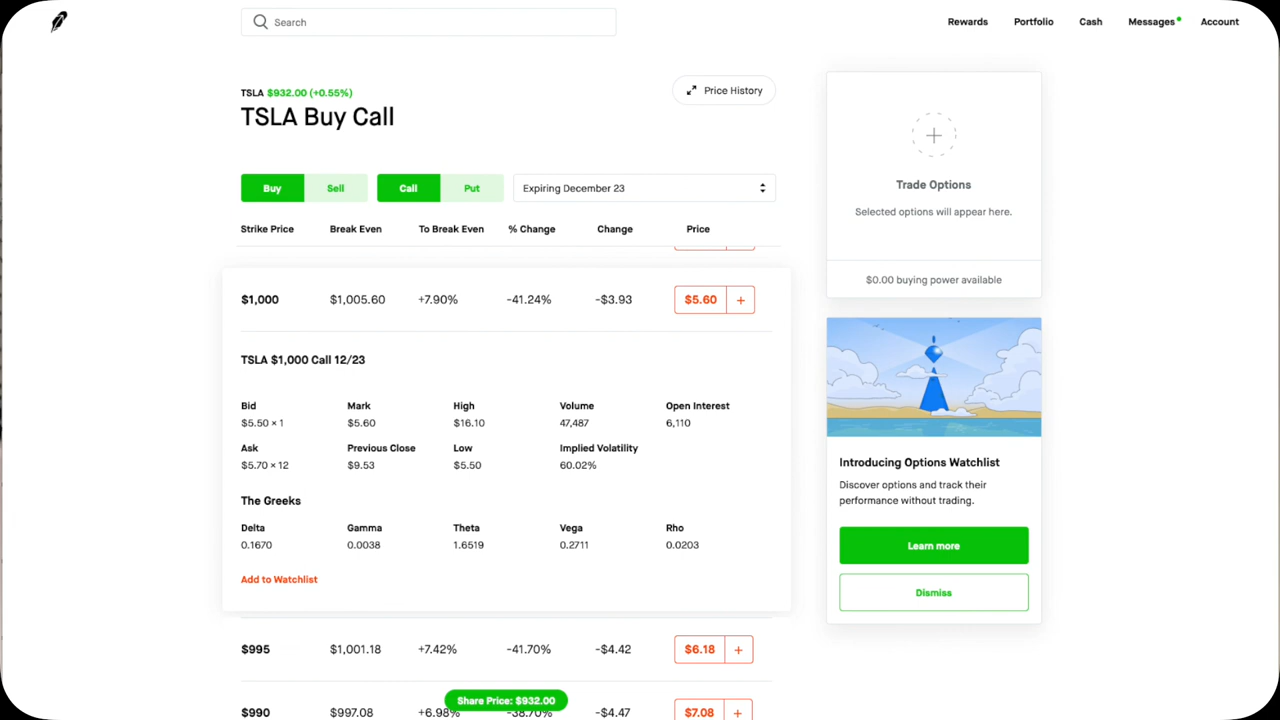 Search
Rewards Portfolio Cash Messages Account
TSLA $932.00 (+0.55%)
TSLA Buy Call
Price History
Buy Sell Call Put Expiring December 23
Strike Price Break Even To Break Even % Change Change Price
$1,000 $1,005.60 +7.90% -41.24% -$3.93 $5.60 +
TSLA $1,000 Call 12/23
Bid Mark High Volume Open Interest
$5.50 × 1 $5.60 $16.10 47,487 6,110
Ask Previous Close Low Implied Volatility
$5.70 × 12 $9.53 $5.50 60.02%
The Greeks
Delta Gamma Theta Vega Rho
0.1670 0.0038 1.6519 0.2711 0.0203
Add to Watchlist
$995 $1,001.18 +7.42% -41.70% -$4.42 $6.18 +
Share Price: $932.00
$990 $997.08 +6.98% -38.70% -$4.47 $7.08 +
Trade Options
Selected options will appear here.
$0.00 buying power available
Introducing Options Watchlist
Discover options and track their
performance without trading.
Learn more
Dismiss